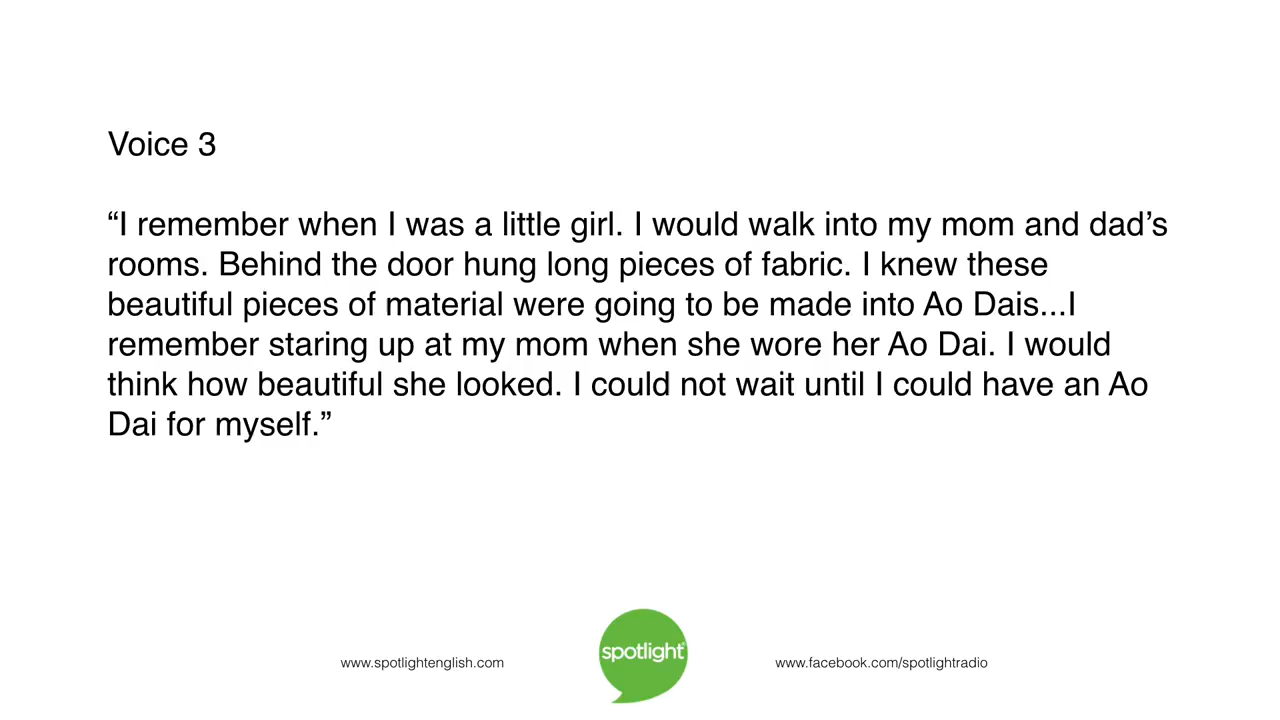 Voice 3
“I remember when I was a little girl. I would walk into my mom and dad’s
rooms. Behind the door hung long pieces of fabric. I knew these
beautiful pieces of material were going to be made into Ao Dais...I
remember staring up at my mom when she wore her Ao Dai. I would
think how beautiful she looked. I could not wait until I could have an Ao
Dai for myself.”
www.spotlightenglish.com
spotlight
www.facebook.com/spotlightradio